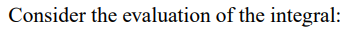 Consider the evaluation of the integral: